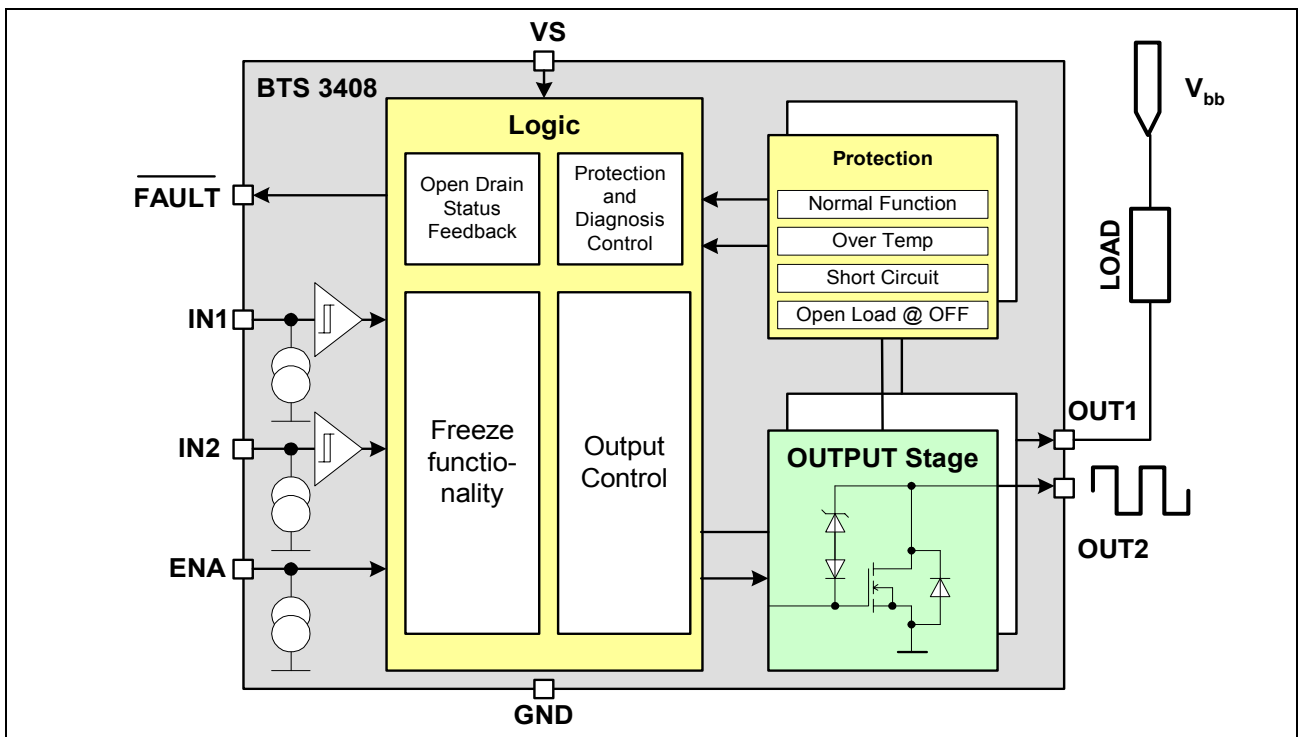 VS
BTS 3408
V_bb
Logic
Protection
Open Drain
Status
Feedback
Protection
and
Diagnosis
Control
Normal Function
Over Temp
Short Circuit
Open Load @ OFF
FAULT
LOAD
IN1
IN2
ENA
Freeze
functio-
nality
Output
Control
OUTPUT Stage
OUT1
OUT2
GND